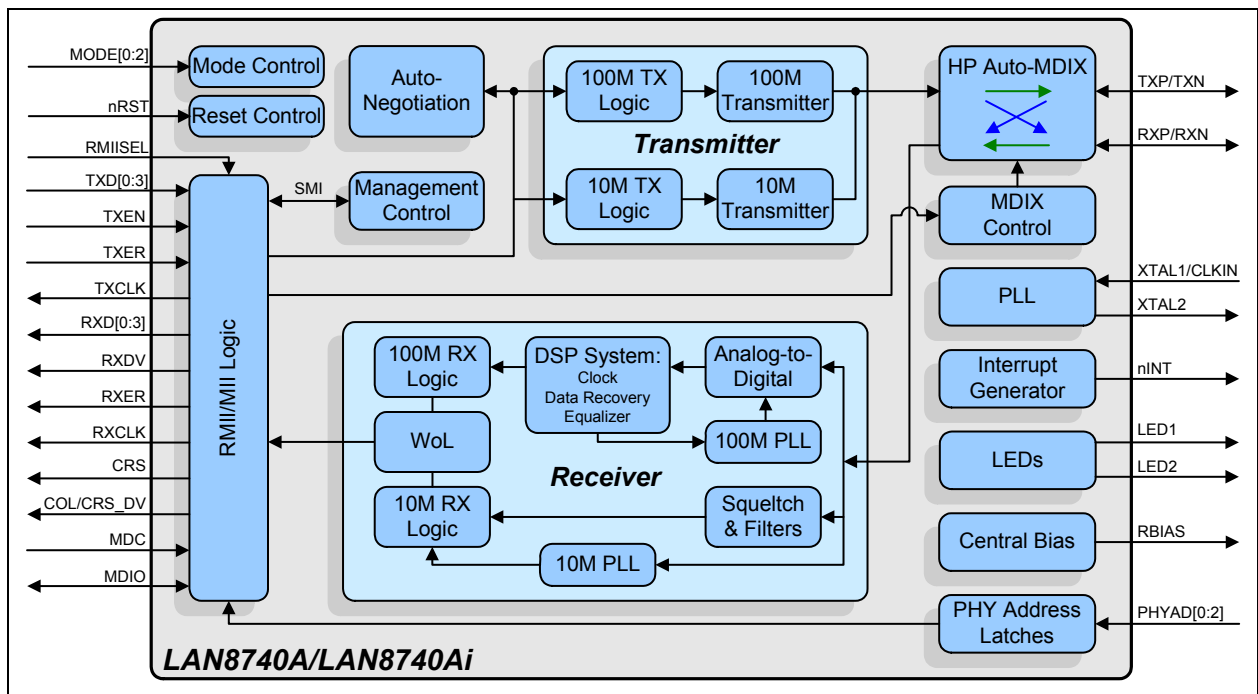 MODE[0:2]
nRST
RMIISEL
TXD[0:3]
TXEN
TXER
TXCLK
RXD[0:3]
RXDV
RXER
RXCLK
CRS
COL/CRS_DV
MDC
MDIO
Mode Control
Reset Control
RMII/MII Logic
SMI
Auto-
Negotiation
Management
Control
100M TX
Logic
100M
Transmitter
Transmitter
10M TX
Logic
10M
Transmitter
100M RX
Logic
DSP System:
Clock
Data Recovery
Equalizer
Analog-to-
Digital
100M PLL
WoL
Receiver
10M RX
Logic
Squeltch
& Filters
10M PLL
HP Auto-MDIX
MDIX
Control
PLL
Interrupt
Generator
LEDs
Central Bias
PHY Address
Latches
TXP/TXN
RXP/RXN
XTAL1/CLKIN
XTAL2
nINT
LED1
LED2
RBIAS
PHYAD[0:2]
LAN8740A/LAN8740Ai